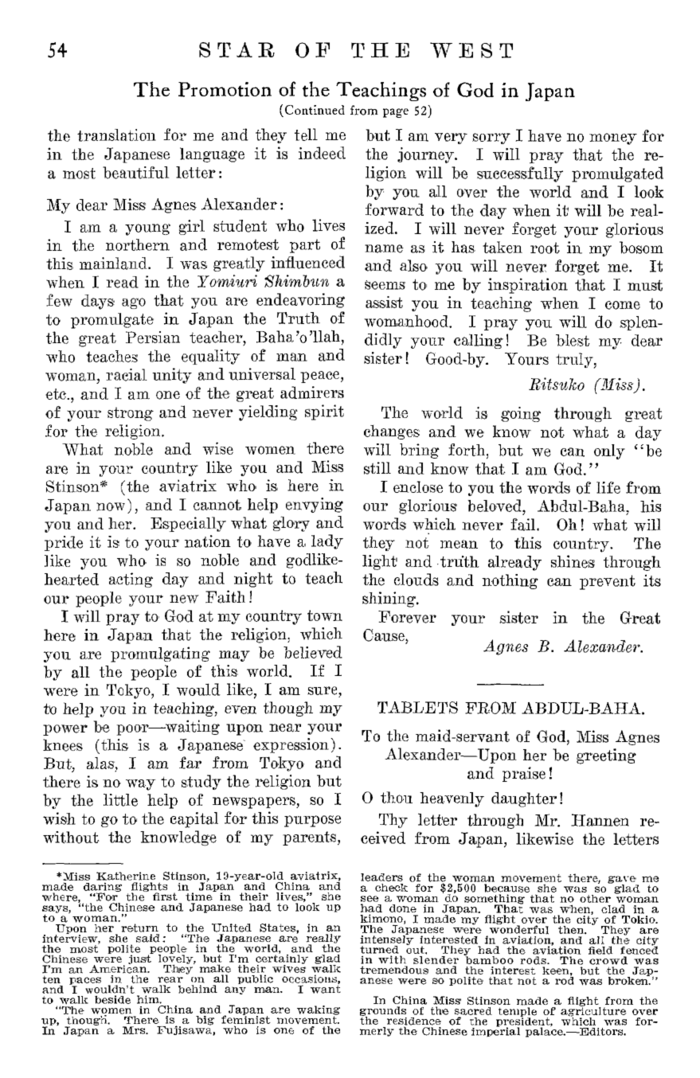 54 STAR OF THE WEST
The Promotion of the Teachings of God in Japan
(Continued from page 52)
the translation for me and they tell me
in the Japanese language it is indeed
a most beautiful letter:
My dear Miss Agnes Alexander:
I am a young girl student who lives
in the northern and remotest part of
this mainland. I was greatly influenced
when I read in the Yomiuri Shimbun a
few days ago that you are endeavoring
to promulgate in Japan the Truth of
the great Persian teacher, Baha'o'llah,
who teaches the equality of man and
woman, racial unity and universal peace,
etc., and I am one of the great admirers
of your strong and never yielding spirit
for the religion.
What noble and wise women there
are in your country like you and Miss
Stinson* (the aviatrix who is here in
Japan now), and I cannot help envying
you and her. Especially what glory and
pride it is to your nation to have a lady
like you who is so noble and godlike-
hearted acting day and night to teach
our people your new Faith!
I will pray to God at my country town
here in Japan that the religion, which
you are promulgating may be believed
by all the people of this world. If I
were in Tokyo, I would like, I am sure,
to help you in teaching, even though my
power be poor—waiting upon near your
knees (this is a Japanese expression).
But, alas, I am far from Tokyo and
there is no way to study the religion but
by the little help of newspapers, so I
wish to go to the capital for this purpose
without the knowledge of my parents,
but I am very sorry I have no money for
the journey. I will pray that the re-
ligion will be successfully promulgated
by you all over the world and I look
forward to the day when it will be real-
ized. I will never forget your glorious
name as it has taken root in my bosom
and also you will never forget me. It
seems to me by inspiration that I must
assist you in teaching when I come to
womanhood. I pray you will do splen-
didly your calling! Be blest my dear
sister! Good-by. Yours truly,
Ritsuko (Miss).
The world is going through great
changes and we know not what a day
will bring forth, but we can only "be
still and know that I am God."
I enclose to you the words of life from
our glorious beloved, Abdul-Baha, his
words which never fail. Oh! what will
they not mean to this country. The
light and truth already shines through
the clouds and nothing can prevent its
shining.
Forever your sister in the Great
Cause,
Agnes B. Alexander.
TABLETS FROM ABDUL-BAHA.
To the maid-servant of God, Miss Agnes
Alexander—Upon her be greeting
and praise!
O thou heavenly daughter!
Thy letter through Mr. Hannen re-
ceived from Japan, likewise the letters
*Miss Katherine Stinson, 19-year-old aviatrix,
made daring flights in Japan and China and
where, "For the first time in their lives," she
says, "the Chinese and Japanese had to look up
to a woman."
Upon her return to the United States, in an
interview, she said: "The Japanese are really
the most polite people in the world, and the
Chinese were just lovely, but I'm certainly glad
I'm an American. They make their wives walk
ten paces in the rear on all public occasions,
and I wouldn't walk behind any man. I want
to walk beside him.
"The women in China and Japan are waking
up, though. There is a big feminist movement.
In Japan a Mrs. Fujisawa, who is one of the
leaders of the woman movement there, gave me
a check for $2,500 because she was so glad to
see a woman do something that no other woman
had done in Japan. That was when, clad in a
kimno, I made my flight over the city of Tokio.
The Japanese were wonderful then. They are
intensely interested in aviation, and all the city
turned out. They had the aviation field fenced
in with slender bamboo rods. The crowd was
tremendous and the interest keen, but the Jap-
anese were so polite that not a rod was broken."
In China Miss Stinson made a flight from the
grounds of the sacred temple of agriculture over
the residence of the president, which was for-
merly the Chinese imperial palace.—Editors.